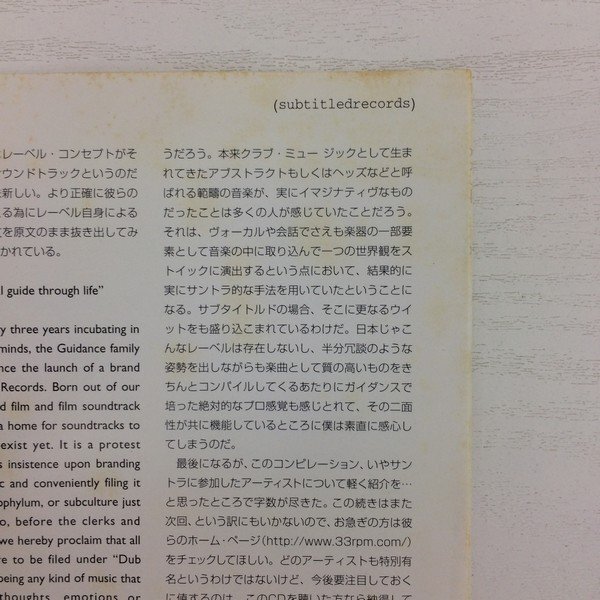 (subtitledrecords)
レーベル・コンセプトがそ
ウンドトラックというのだ
新しい。より正確に彼らの
る為にレーベル自身による
を原文のまま抜き出してみ
かれている。
guide through life”
y three years incubating in
minds, the Guidance family
nce the launch of a brand
Records. Born out of our
d film and film soundtrack
a home for soundtracks to
exist yet. It is a protest
s insistence upon branding
c and conveniently filing it
ophylum, or subculture just
o, before the clerks and
we hereby proclaim that all
re to be filed under “Dub
being any kind of music that
thoughts, emotions or
うだろう。本来クラブ・ミュー ジックとして生ま
れてきたアブストラクトもしくはヘッズなどと呼
ばれる範疇の音楽が、実にイマジナティヴなもの
だったことは多くの人が感じていたことだろう。
それは、ヴォーカルや会話でさえも楽器の一部要
素として音楽の中に取り込んで一つの世界観をス
トイックに演出するという点において、結果的に
実にサントラ的な手法を用いていたということに
なる。サブタイトルドの場合、そこに更なるウイ
ットをも盛り込こまれているわけだ。日本じゃこ
んなレーベルは存在しないし、半分冗談のような
姿勢を出しながらも楽曲として質の高いものをき
ちんとコンパイルしてくるあたりにガイダンスで
培った絶対的なプロ感覚も感じとれて、その二面
性が共に機能しているところに僕は素直に感心し
てしまうのだ。
最後になるが、このコンピレーション、いやサン
トラに参加したアーティストについて軽く紹介を…
と思ったところで字数が尽きた。この続きはまた
次回、という訳にもいかないので、お急ぎの方は彼
らのホーム・ページ(http://www.33rpm.com/)
をチェックしてほしい。どのアーティストも特別有
名というわけではないけど、今後要注目しておく
に値するのは、このCDを聴いた方なら納得して